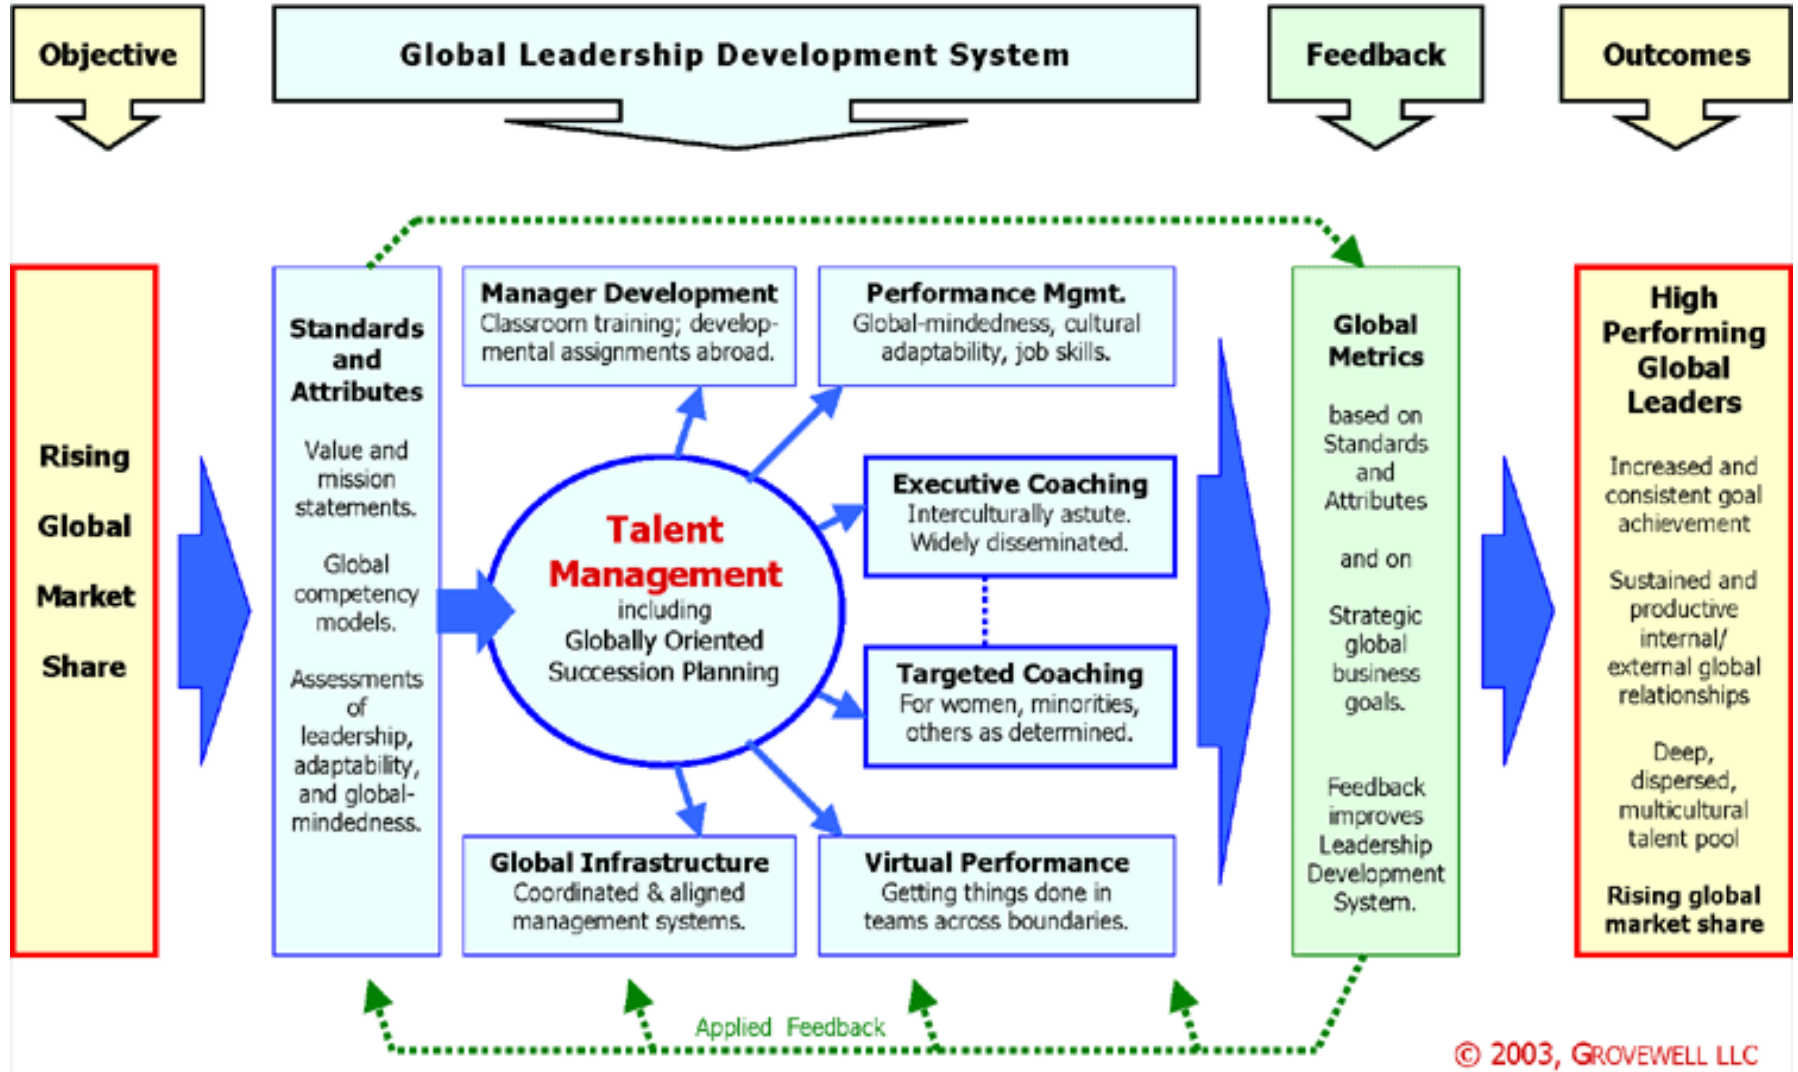 Objective
Global Leadership Development System
Feedback
Outcomes
Rising
Global
Market
Share
Standards
and
Attributes
Value and
mission
statements.
Global
competency
models.
Assessments
of
leadership,
adaptability,
and global-
mindedness.
Manager Development
Classroom training; develop-
mental assignments abroad.
Performance Mgmt.
Global-mindedness, cultural
adaptability, job skills.
Talent
Management
including
Globally Oriented
Succession Planning
Executive Coaching
Interculturally astute.
Widely disseminated.
Targeted Coaching
For women, minorities,
others as determined.
Global Infrastructure
Coordinated & aligned
management systems.
Virtual Performance
Getting things done in
teams across boundaries.
Global
Metrics
based on
Standards
and
Attributes
and on
Strategic
global
business
goals.
Feedback
improves
Leadership
Development
System.
High
Performing
Global
Leaders
Increased and
consistent goal
achievement
Sustained and
productive
internal/
external global
relationships
Deep,
dispersed,
multicultural
talent pool
Rising global
market share
Applied Feedback
© 2003, GROVEWELL LLC